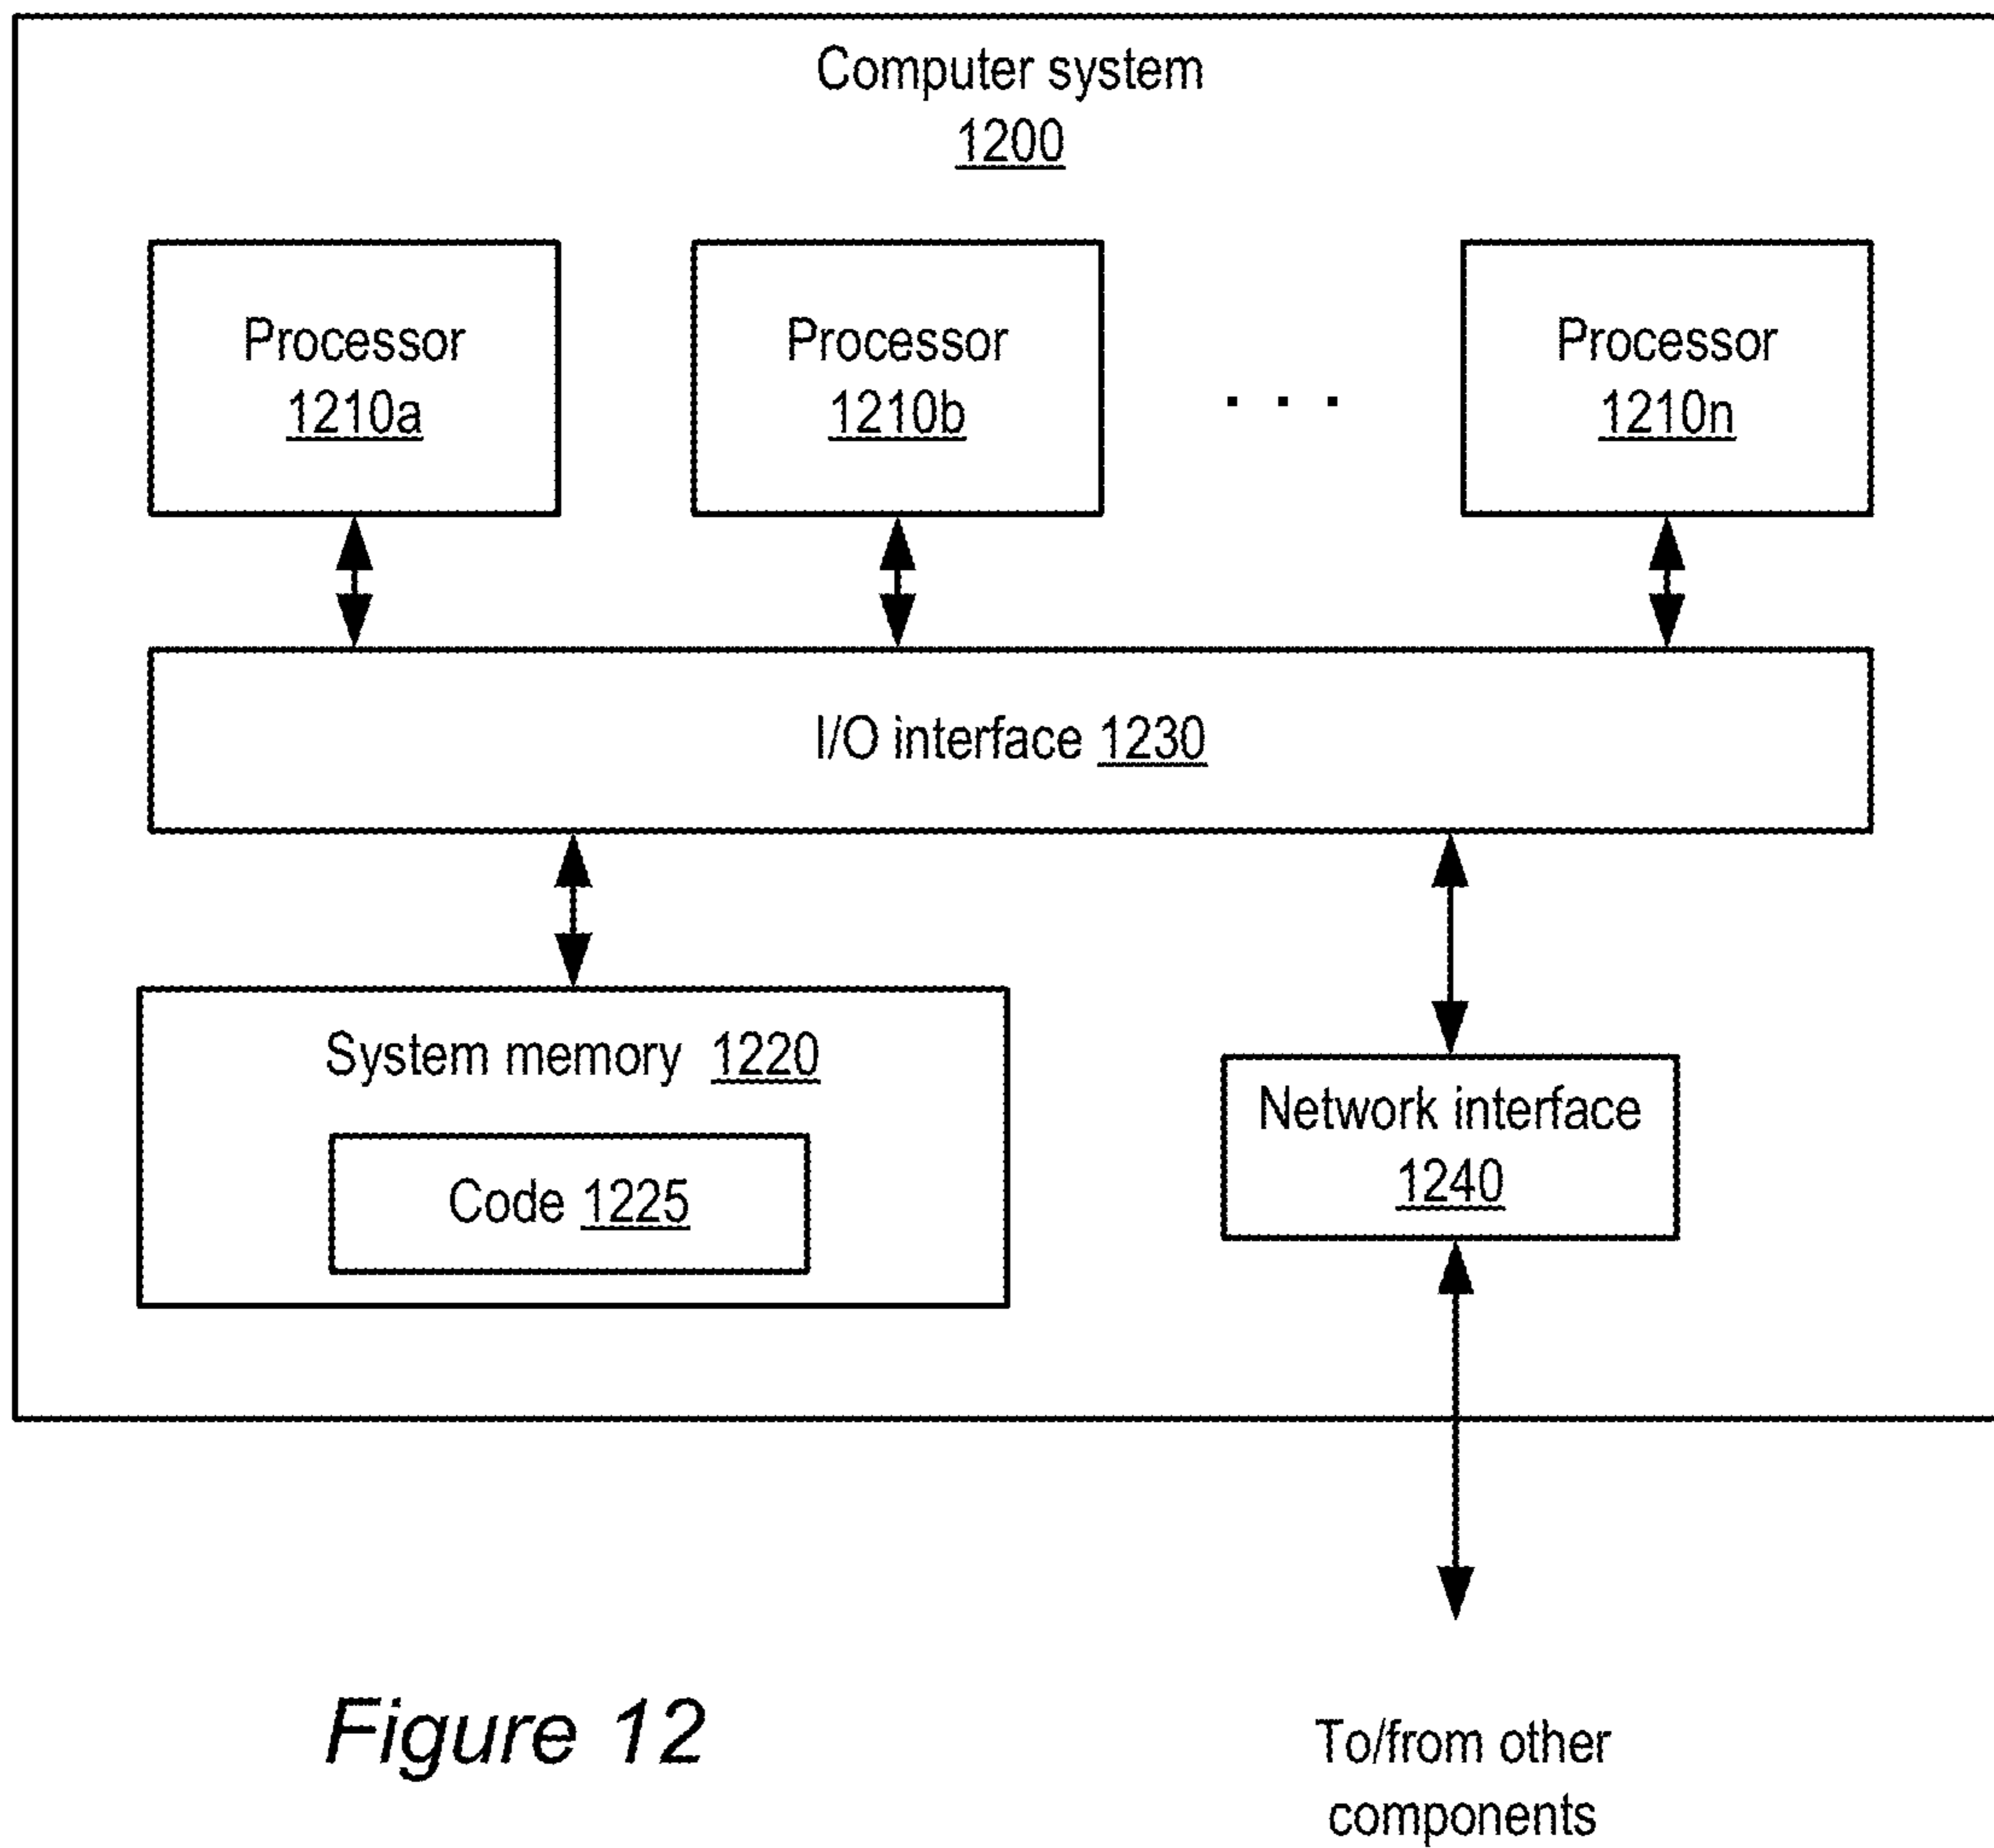 Computer system
1200
Processor
1210a
Processor
1210b
. . .
Processor
1210n
I/O interface 1230
System memory 1220
Code 1225
Network interface
1240
Figure 12
To/from other
components